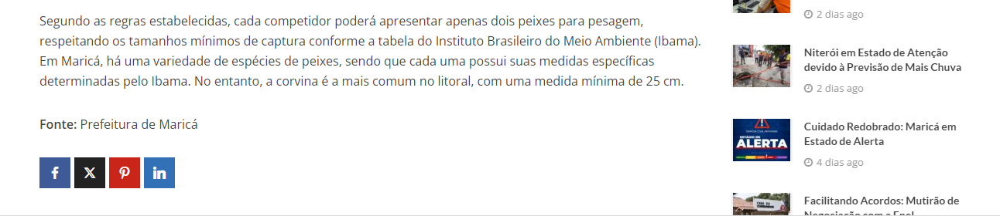 Segundo as regras estabelecidas, cada competidor poderá apresentar apenas dois peixes para pesagem,
respeitando os tamanhos mínimos de captura conforme a tabela do Instituto Brasileiro do Meio Ambiente (Ibama).
Em Maricá, há uma variedade de espécies de peixes, sendo que cada uma possui suas medidas específicas
determinadas pelo Ibama. No entanto, a corvina é a mais comum no litoral, com uma medida mínima de 25 cm.
Fonte: Prefeitura de Maricá
2 dias ago
Niterói em Estado de Atenção
devido à Previsão de Mais Chuva
2 dias ago
ESTÁGIO DE
ALERTA
Cuidado Redobrado: Maricá em
Estado de Alerta
4 dias ago
CASA DO
CONSUMIDOR
Facilitando Acordos: Mutirão de
Negociação com a Enel